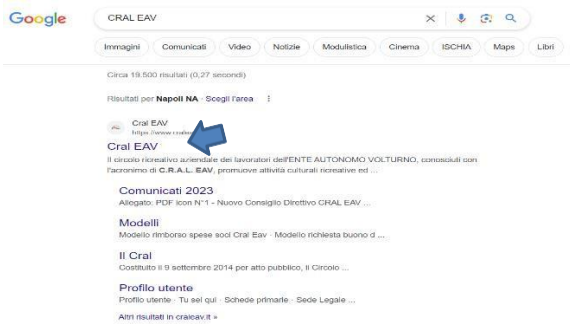 Google
CRAL EAV
Immagini Comunicati Video Notizie Modulistica Cinema ISCHIA Maps Libri
Circa 19.500 risultati (0,27 secondi)
Risultati per Napoli NA · Scegli l'area
Cral EAV
Cral EAV
Il circolo ricreativo aziendale dei lavoratori dell'ENTE AUTONOMO VOLTURNO, conosciuti con
l'acronimo di C.R.A.L. EAV, promuove attività culturali ricreative ed ...
Comunicati 2023
Allegato: PDF icon N°1 - Nuovo Consiglio Direttivo CRAL EAV ...
Modelli
Modello rimborso spese soci Cral Eav · Modello richiesta buono d ...
Il Cral
Costituito il 9 settembre 2014 per atto pubblico, il Circolo ...
Profilo utente
Profilo utente · Tu sei qui · Schede primarie · Sede Legale ...
Altri risultati in craleav.it »